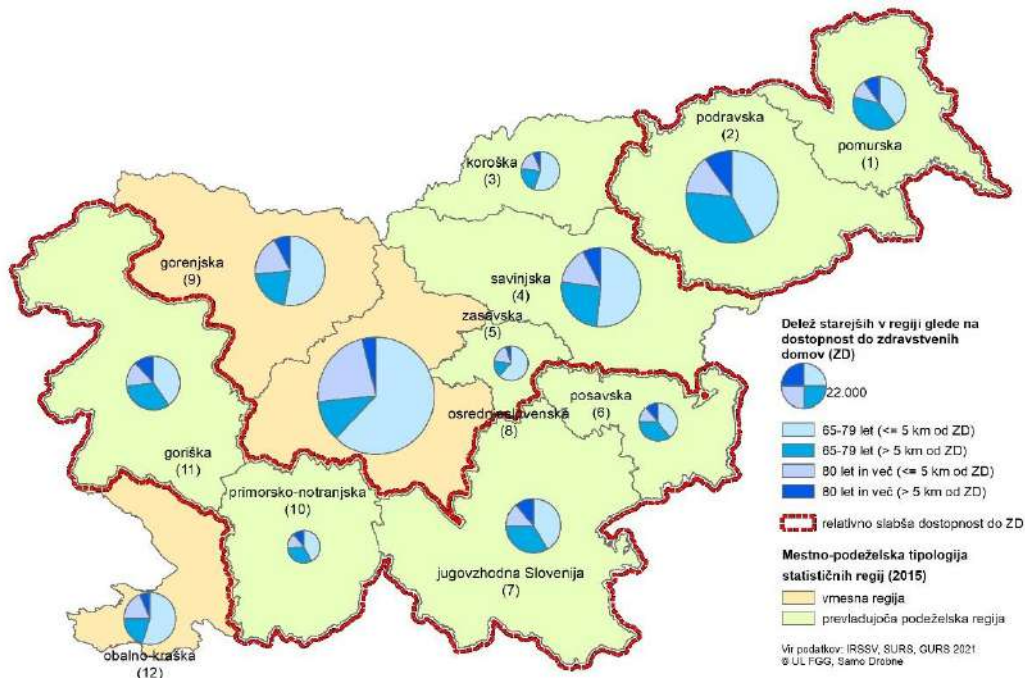 podravska
(2)
pomurska
(1)
koroška
(3)
gorenjska
(9)
savinjska
(4)
zasavska
(5)
osrednjeslovenska
(8)
posavska
(6)
goriška
(11)
primorsko-notranjska
(10)
jugovzhodna Slovenija
(7)
obalno-kraška
(12)
Delež starejših v regiji glede na
dostopnost do zdravstvenih
domov (ZD)
22.000
65-79 let (<= 5 km od ZD)
65-79 let (> 5 km od ZD)
80 let in več (<= 5 km od ZD)
80 let in več (> 5 km od ZD)
relativno slabša dostopnost do ZD
Mestno-podeželska tipologija
statističnih regij (2015)
vmesna regija
prevladujoča podeželska regija
Vir podatkov: IRSSV, SURS, GURS 2021
© UL FGG, Samo Drobne